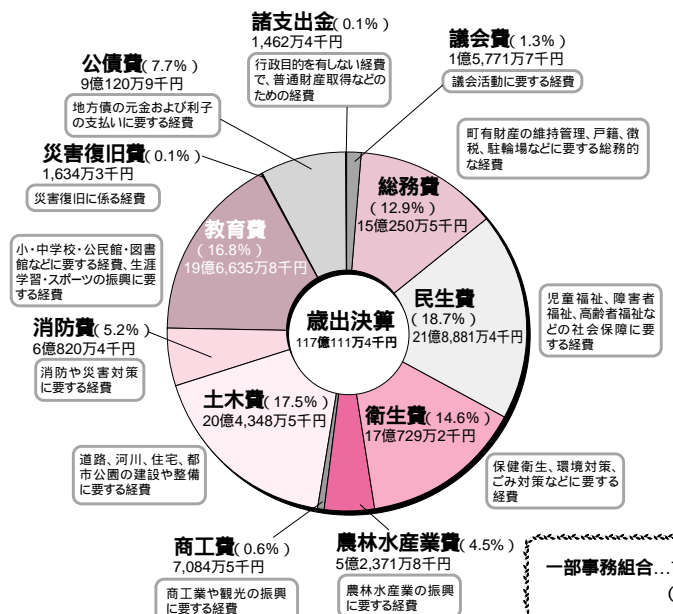 諸支出金(0.1%)
1,462万4千円
行政目的を有しない経費
で、普通財産取得などの
ための経費
議会費(1.3%)
1億5,771万7千円
議会活動に要する経費
公債費(7.7%)
9億120万9千円
地方債の元金および利子
の支払いに要する経費
町有財産の維持管理、戸籍、徴
税、駐輪場などに要する総務的
な経費
災害復旧費(0.1%)
1,634万3千円
災害復旧に係る経費
総務費
(12.9%)
15億250万5千円
教育費
(16.8%)
19億6,635万8千円
小・中学校・公民館・図書
館などに要する経費、生涯
学習・スポーツの振興に要
する経費
民生費
(18.7%)
21億8,881万4千円
児童福祉、障害者
福祉、高齢者福祉
などの社会保障に要
する経費
歳出決算
117億111万4千円
消防費(5.2%)
6億820万4千円
消防や災害対策
に要する経費
土木費(17.5%)
20億4,348万5千円
道路、河川、住宅、都
市公園の建設や整備
に要する経費
衛生費(14.6%)
17億729万2千円
保健衛生、環境対策、
ごみ対策などに要する
経費
商工費(0.6%)
7,084万5千円
商工業や観光の振興
に要する経費
農林水産業費(4.5%)
5億2,371万8千円
農林水産業の振興
に要する経費
一部事務組合…
(